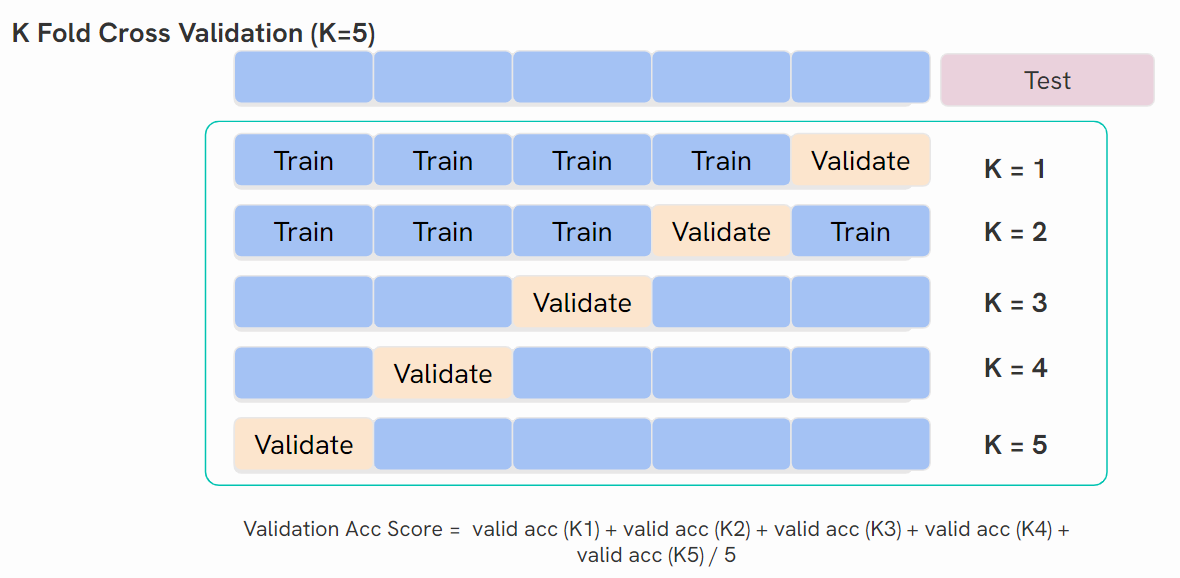 K Fold Cross Validation (K=5)
Test
Train Train Train Train Validate K = 1
Train Train Train Validate Train K = 2
Validate K = 3
Validate K = 4
Validate K = 5
Validation Acc Score = valid acc (K1) + valid acc (K2) + valid acc (K3) + valid acc (K4) +
valid acc (K5) / 5